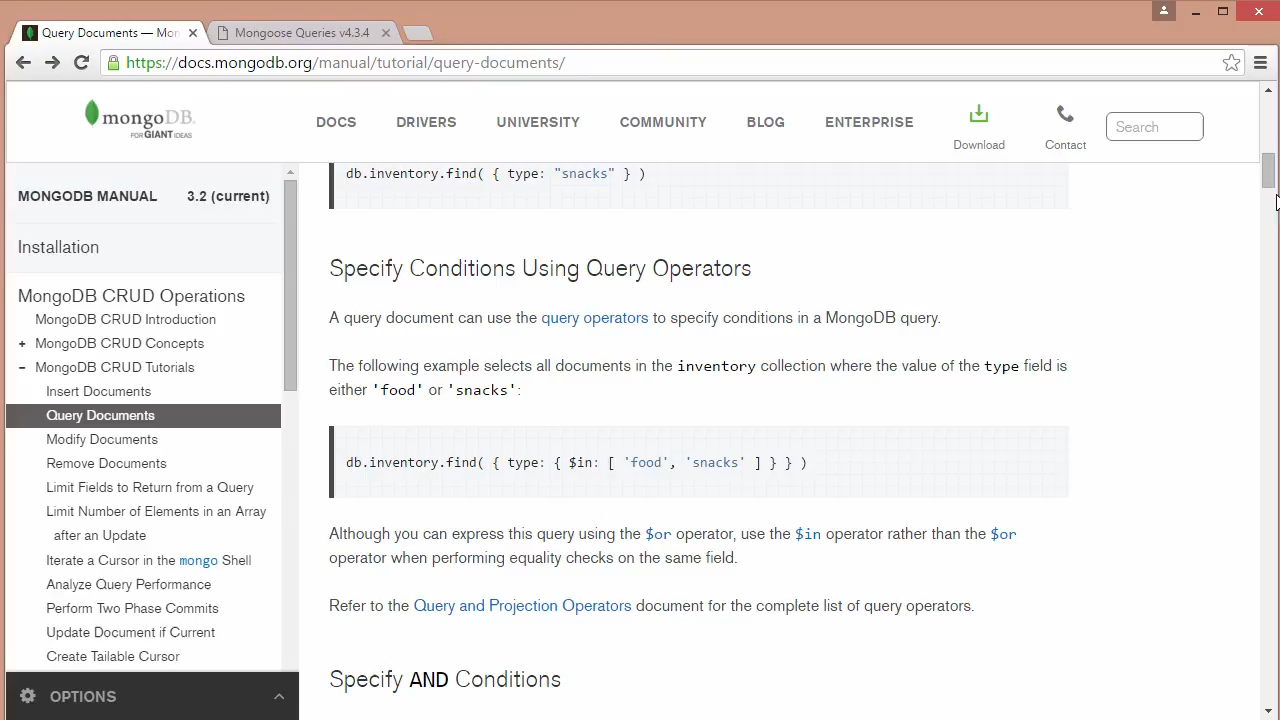 Query Documents — Mon
Mongoose Queries v4.3.4
https://docs.mongodb.org/manual/tutorial/query-documents/
mongoDB.
FOR GIANT IDEAS
DOCS
DRIVERS
UNIVERSITY
COMMUNITY
BLOG
ENTERPRISE
Download
Contact
Search
MONGODB MANUAL 3.2 (current)
Installation
MongoDB CRUD Operations
MongoDB CRUD Introduction
+ MongoDB CRUD Concepts
− MongoDB CRUD Tutorials
Insert Documents
Query Documents
Modify Documents
Remove Documents
Limit Fields to Return from a Query
Limit Number of Elements in an Array
after an Update
Iterate a Cursor in the mongo Shell
Analyze Query Performance
Perform Two Phase Commits
Update Document if Current
Create Tailable Cursor
OPTIONS
db.inventory.find( { type: "snacks" } )
Specify Conditions Using Query Operators
A query document can use the query operators to specify conditions in a MongoDB query.
The following example selects all documents in the inventory collection where the value of the type field is
either 'food' or 'snacks':
db.inventory.find( { type: { $in: [ 'food', 'snacks' ] } } )
Although you can express this query using the $or operator, use the $in operator rather than the $or
operator when performing equality checks on the same field.
Refer to the Query and Projection Operators document for the complete list of query operators.
Specify AND Conditions